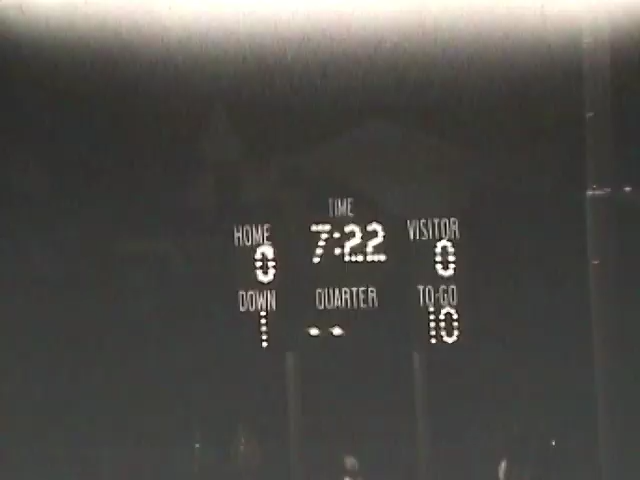 TIME
HOME 7:22 VISITOR
0 0
DOWN QUARTER TO-GO
1 -- 10